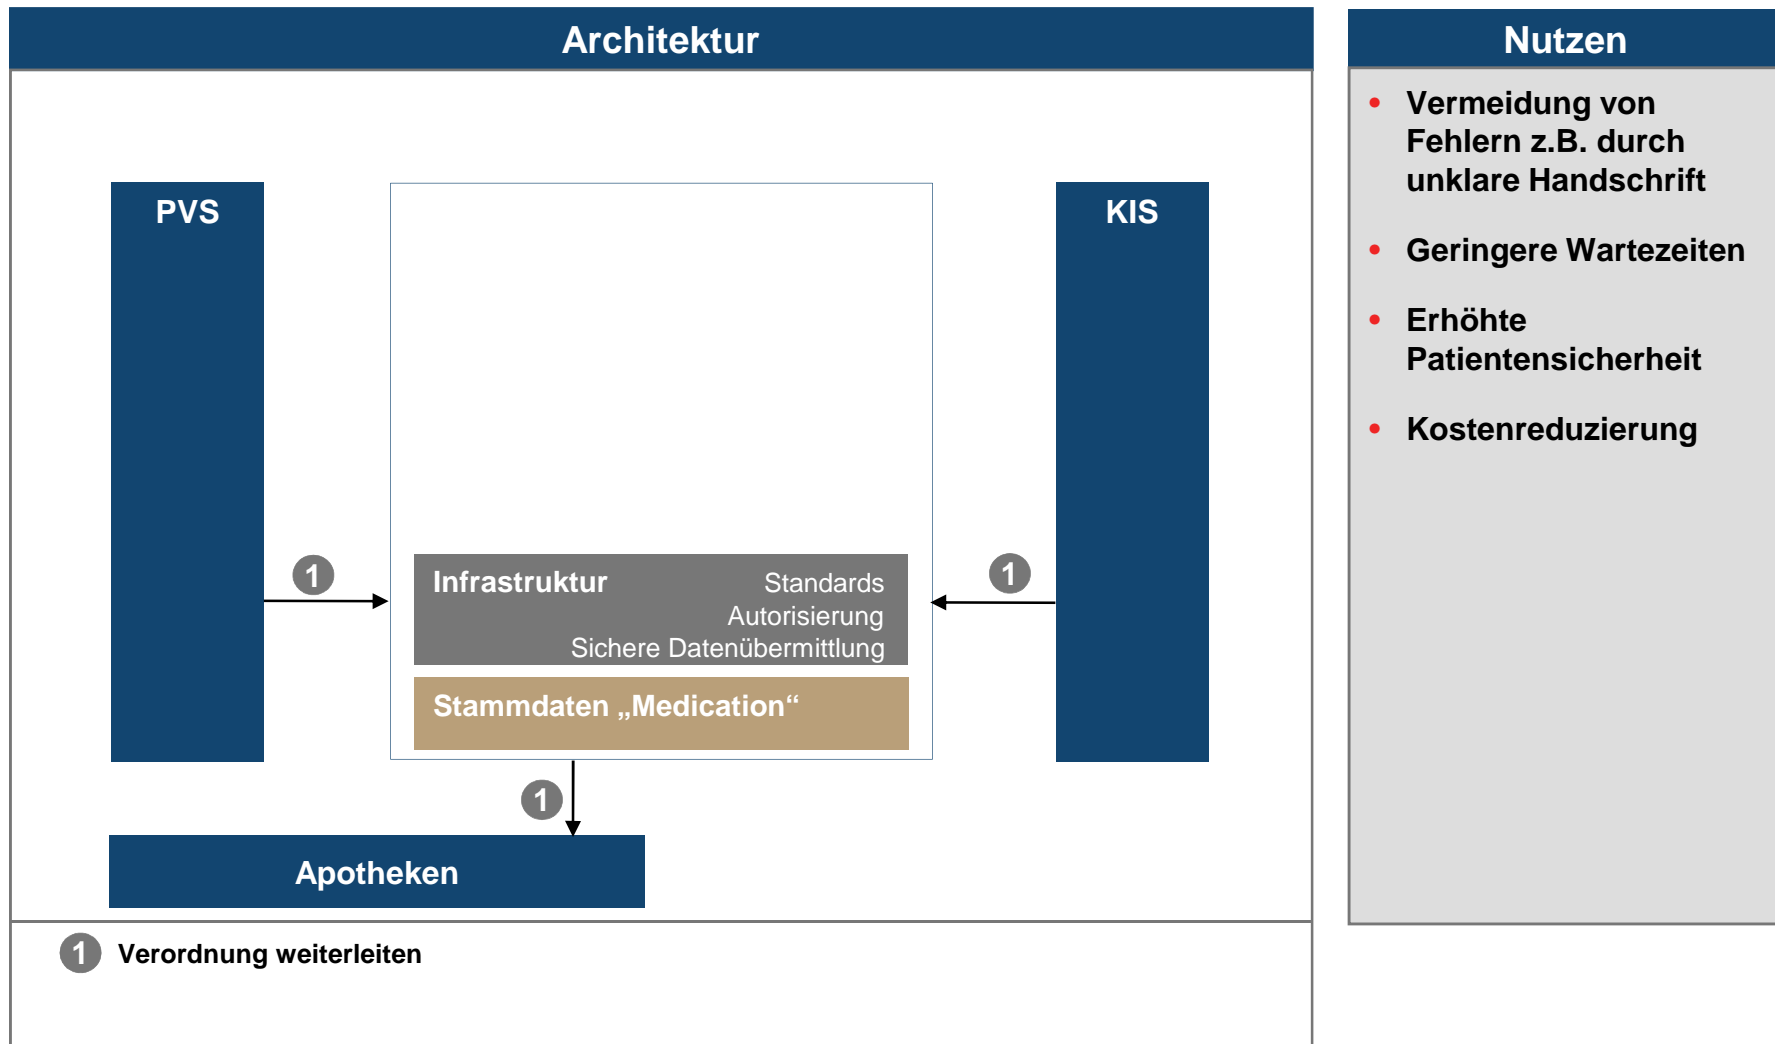 Architektur
PVS
KIS
1
1
Infrastruktur Standards
Autorisierung
Sichere Datenübermittlung
Stammdaten „Medication“
1
Apotheken
1 Verordnung weiterleiten
Nutzen
• Vermeidung von
Fehlern z.B. durch
unklare Handschrift
• Geringere Wartezeiten
• Erhöhte
Patientensicherheit
• Kostenreduzierung